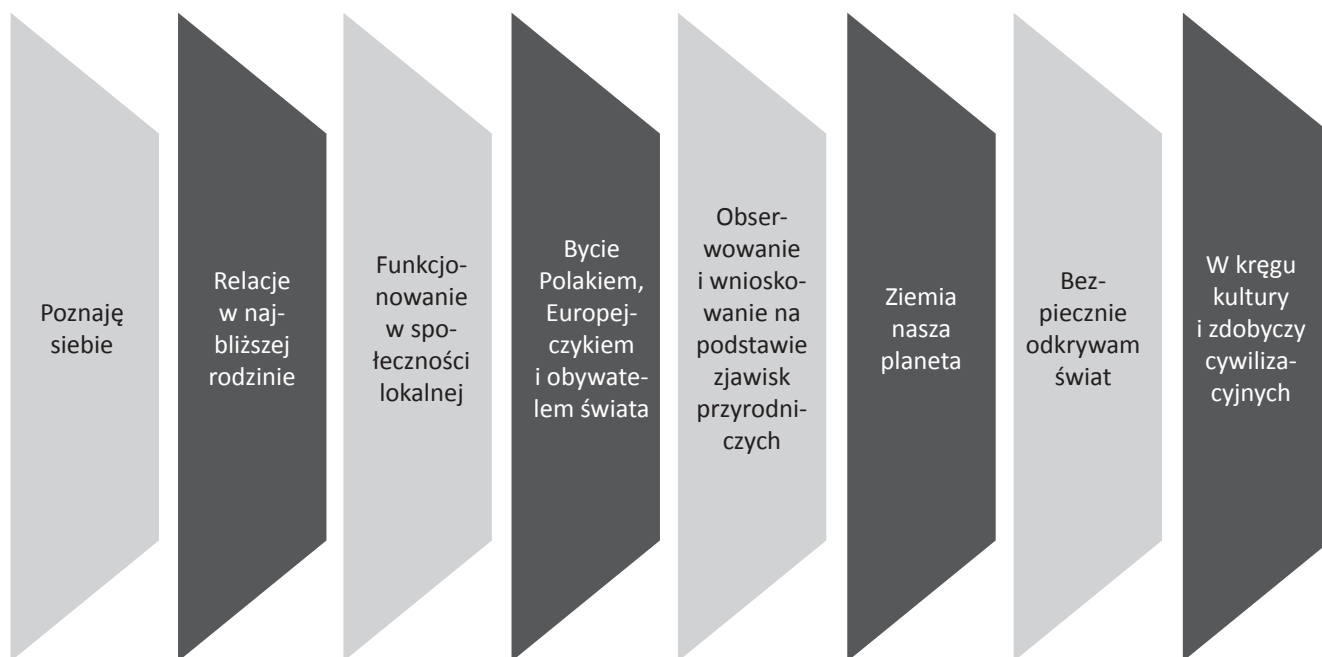 Poznaję
siebie
Relacje
w naj-
bliższej
rodzinie
Funkcjo-
nowanie
w spo-
łeczności
lokalnej
Bycie
Polakiem,
Europej-
czykiem
i obywate-
lem świata
Obser-
wowanie
i wniosko-
wanie na
podstawie
zjawisk
przyrodni-
czych
Ziemia
nasza
planeta
Bez-
piecznie
odkrywam
świat
W kręgu
kultury
i zdobyczy
cywiliza-
cyjnych